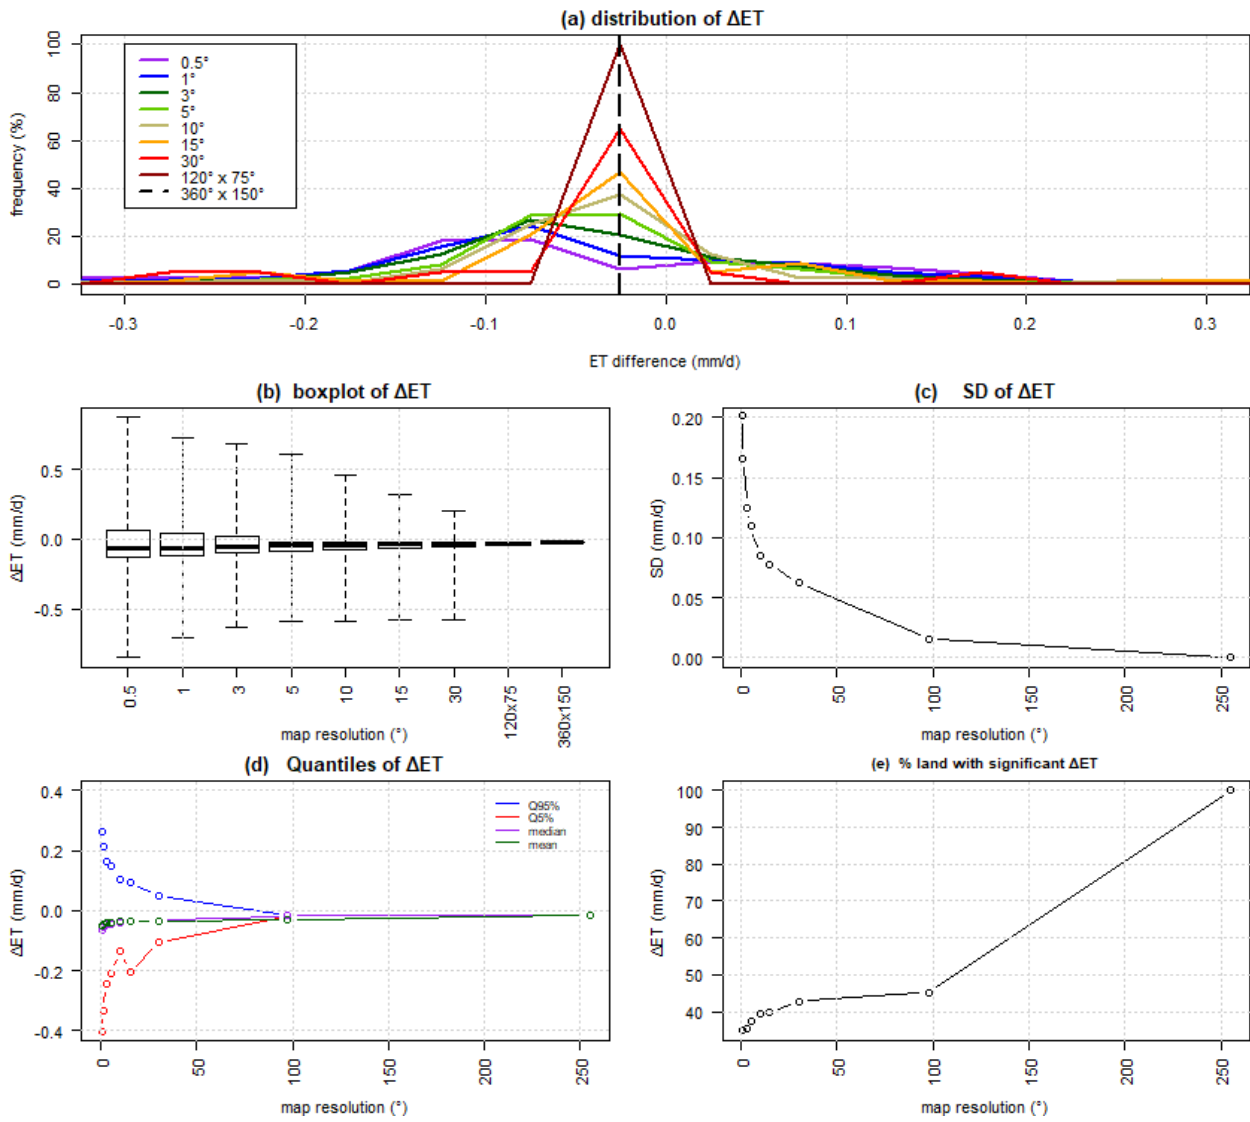 (a) distribution of ΔET
frequency (%)
100
80
60
40
20
0
0.5°
1°
3°
5°
10°
15°
30°
120° x 75°
360° x 150°
-0.3 -0.2 -0.1 0.0 0.1 0.2 0.3
ET difference (mm/d)
(b) boxplot of ΔET
ΔET (mm/d)
0.5
0.0
-0.5
0.5 1 3 5 10 15 30 120x75 360x150
map resolution (°)
(c) SD of ΔET
SD (mm/d)
0.20
0.15
0.10
0.05
0.00
0 50 100 150 200 250
map resolution (°)
(d) Quantiles of ΔET
ΔET (mm/d)
0.4
0.2
0.0
-0.2
-0.4
Q95%
Q5%
median
mean
0 50 100 150 200 250
map resolution (°)
(e) % land with significant ΔET
ΔET (mm/d)
100
90
80
70
60
50
40
0 50 100 150 200 250
map resolution (°)